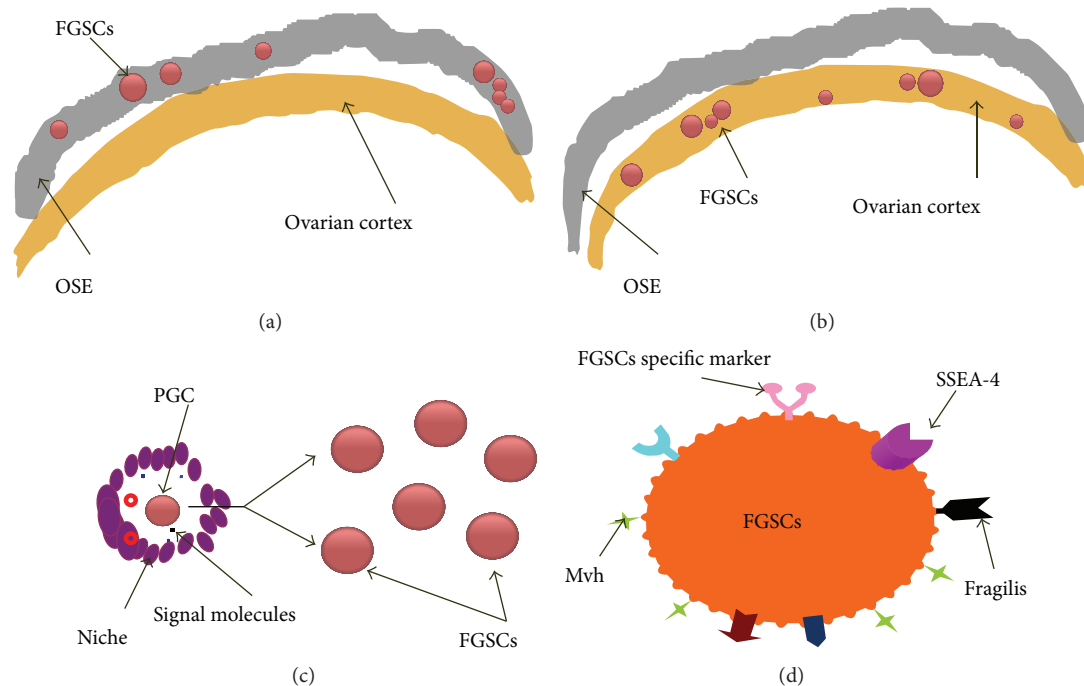 FGSCs
Ovarian cortex
OSE
(a)
FGSCs
Ovarian cortex
OSE
(b)
PGC
Signal molecules
Niche
FGSCs
(c)
FGSCs specific marker
SSEA-4
FGSCs
Mvh
Fragilis
(d)